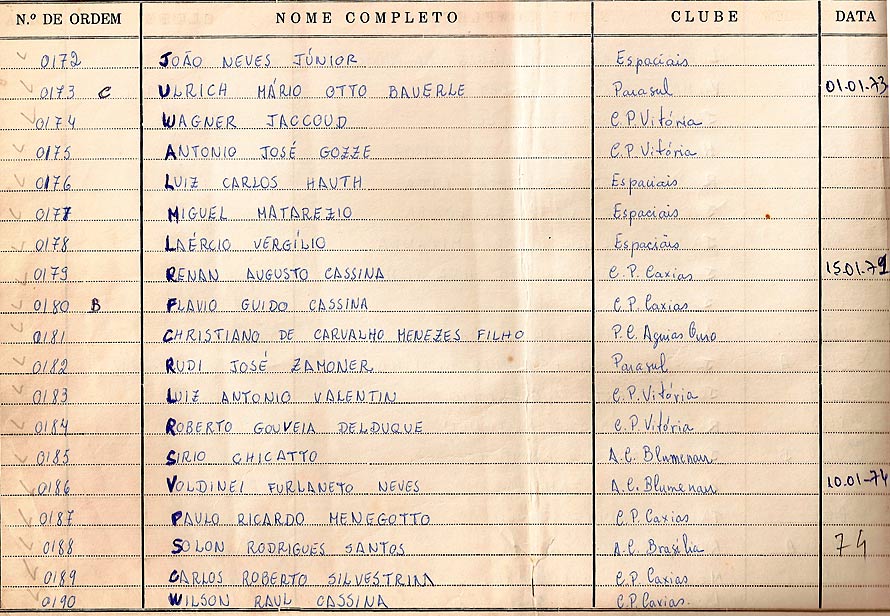 N.º DE ORDEM NOME COMPLETO CLUBE DATA
0172 JOÃO NEVES JÚNIOR Espaciais
0173 C ULRICH MÁRIO OTTO BAUERLE Parasul 01.01.73
0174 WAGNER JACCOUD C.P. Vitória
0175 ANTONIO JOSÉ GOZZE C.P. Vitória
0176 LUIZ CARLOS HAUTH Espaciais
0177 MIGUEL MATAREZIO Espaciais
0178 LAÉRCIO VERGÍLIO Espaciais
0179 RENAN AUGUSTO CASSINA C.P. Caxias 15.01.72
0180 B FLAVIO GUIDO CASSINA C.P. Caxias
0181 CHRISTIANO DE CARVALHO MENEZES FILHO P.C. Aguias Ouro
0182 RUDI JOSÉ ZAMONER Parasul
0183 LUIZ ANTONIO VALENTIN C.P. Vitória
0184 ROBERTO GOUVEIA DELDUQUE C.P. Vitória
0185 SIRIO CHICATTO A.C. Blumenau
0186 VOLDINEI FURLANETO NEVES A.C. Blumenau 10.01-74
0187 PAULO RICARDO MENEGOTTO C.P. Caxias
0188 SOLON RODRIGUES SANTOS A.C. Brasília 74
0189 CARLOS ROBERTO SILVESTRIM C.P. Caxias
0190 WILSON RAUL CASSINA C.P. Caxias.